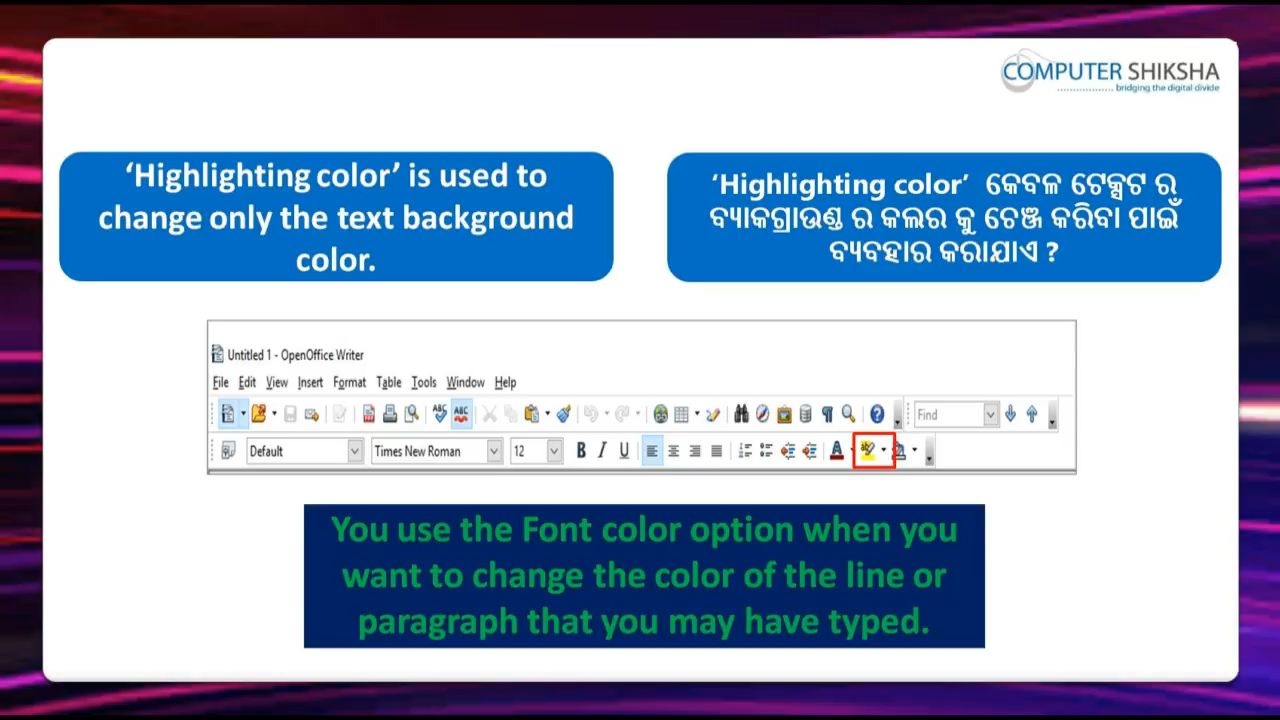 COMPUTER SHIKSHA
bridging the digital divide
‘Highlighting color’ is used to
change only the text background
color.
‘Highlighting color’ କେବଳ ଟେକ୍ସଟ ର
ବ୍ୟାକଗ୍ରାଉଣ୍ଡ ର କଲର କୁ ଚେଞ୍ଜ କରିବା ପାଇଁ
ବ୍ୟବହାର କରାଯାଏ ?
Untitled 1 - OpenOffice Writer
File Edit View Insert Format Table Tools Window Help
Find
Default Times New Roman 12 B I U
You use the Font color option when you
want to change the color of the line or
paragraph that you may have typed.